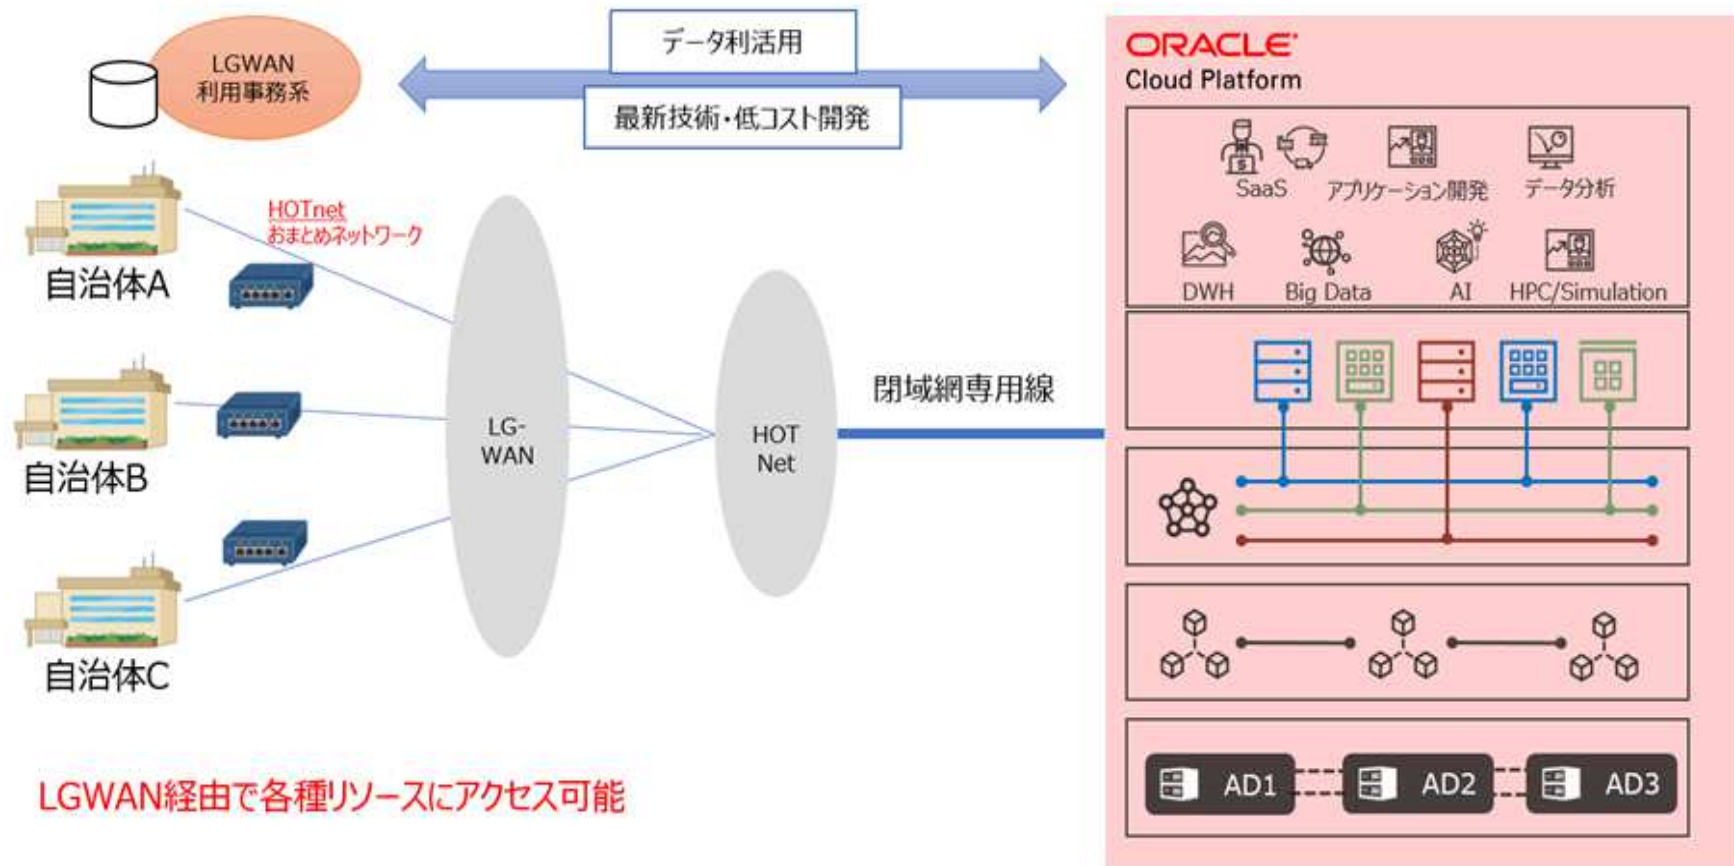 LGWAN
利用事務系
データ利活用
最新技術・低コスト開発
ORACLE
Cloud Platform
SaaS
アプリケーション開発
データ分析
DWH
Big Data
AI
HPC/Simulation
HOTnet
おまとめネットワーク
自治体A
自治体B
自治体C
LG-
WAN
HOT
Net
閉域網専用線
AD1
AD2
AD3
LGWAN経由で各種リソースにアクセス可能